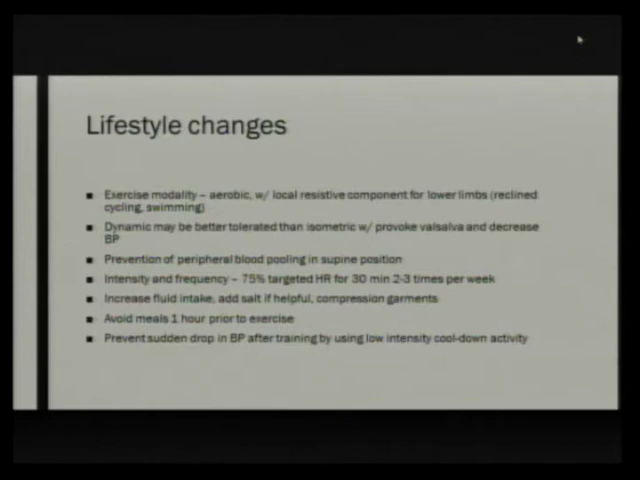 Lifestyle changes
■ Exercise modality – aerobic, w/ local resistive component for lower limbs (reclined
cycling, swimming)
■ Dynamic may be better tolerated than isometric w/ provoke valsalva and decrease
BP
■ Prevention of peripheral blood pooling in supine position
■ Intensity and frequency – 75% targeted HR for 30 min 2-3 times per week
■ Increase fluid intake, add salt if helpful, compression garments
■ Avoid meals 1 hour prior to exercise
■ Prevent sudden drop in BP after training by using low intensity cool-down activity